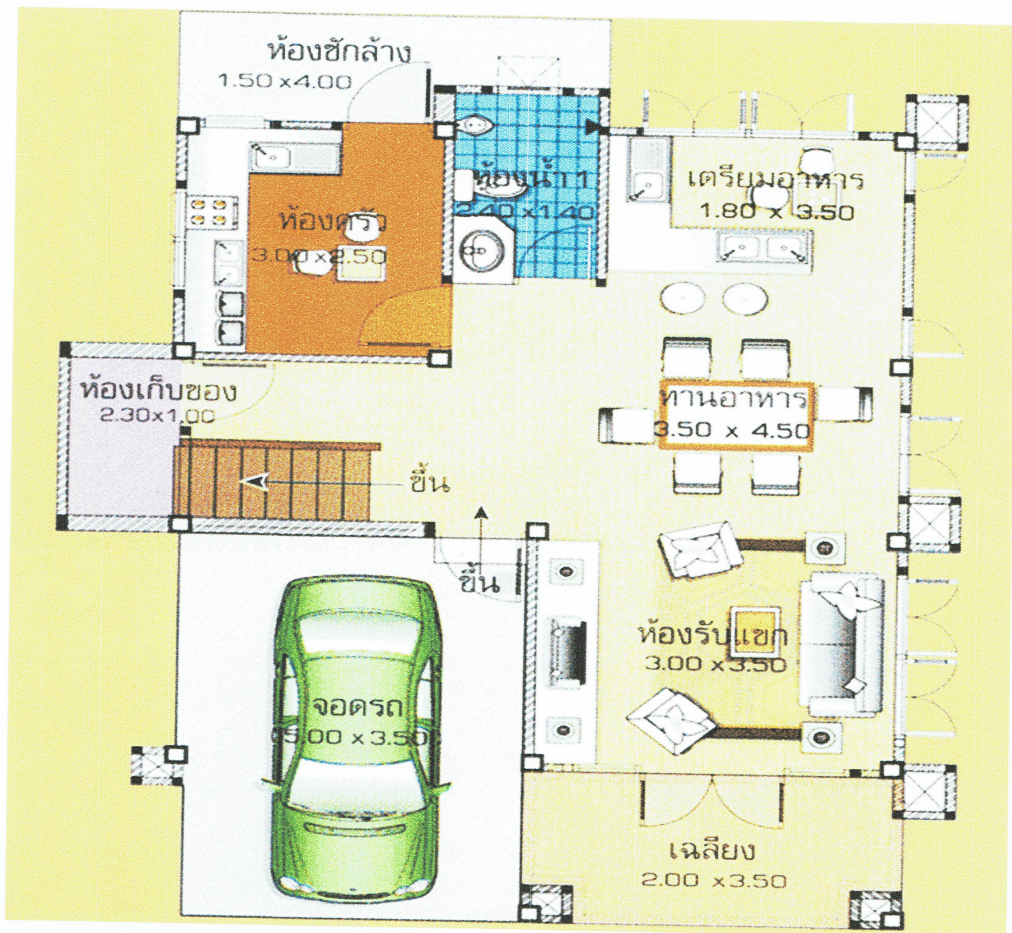 ห้องซักล้าง
1.50 x4.00
ห้องน้ำ 1
2.40 x1.40
เตรียมอาหาร
1.80 x 3.50
ห้องครัว
3.00 x2.50
ห้องเก็บของ
2.30x1.00
ทานอาหาร
3.50 x 4.50
ขึ้น
ขึ้น
ห้องรับแขก
3.00 x3.50
จอดรถ
5.00 x 3.50
เฉลียง
2.00 x3.50